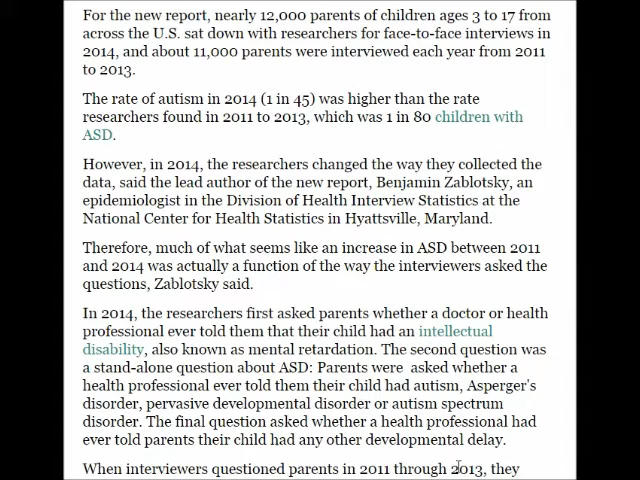 For the new report, nearly 12,000 parents of children ages 3 to 17 from
across the U.S. sat down with researchers for face-to-face interviews in
2014, and about 11,000 parents were interviewed each year from 2011
to 2013.
The rate of autism in 2014 (1 in 45) was higher than the rate
researchers found in 2011 to 2013, which was 1 in 80 children with
ASD.
However, in 2014, the researchers changed the way they collected the
data, said the lead author of the new report, Benjamin Zablotsky, an
epidemiologist in the Division of Health Interview Statistics at the
National Center for Health Statistics in Hyattsville, Maryland.
Therefore, much of what seems like an increase in ASD between 2011
and 2014 was actually a function of the way the interviewers asked the
questions, Zablotsky said.
In 2014, the researchers first asked parents whether a doctor or health
professional ever told them that their child had an intellectual
disability, also known as mental retardation. The second question was
a stand-alone question about ASD: Parents were asked whether a
health professional ever told them their child had autism, Asperger's
disorder, pervasive developmental disorder or autism spectrum
disorder. The final question asked whether a health professional had
ever told parents their child had any other developmental delay.
When interviewers questioned parents in 2011 through 2013, they